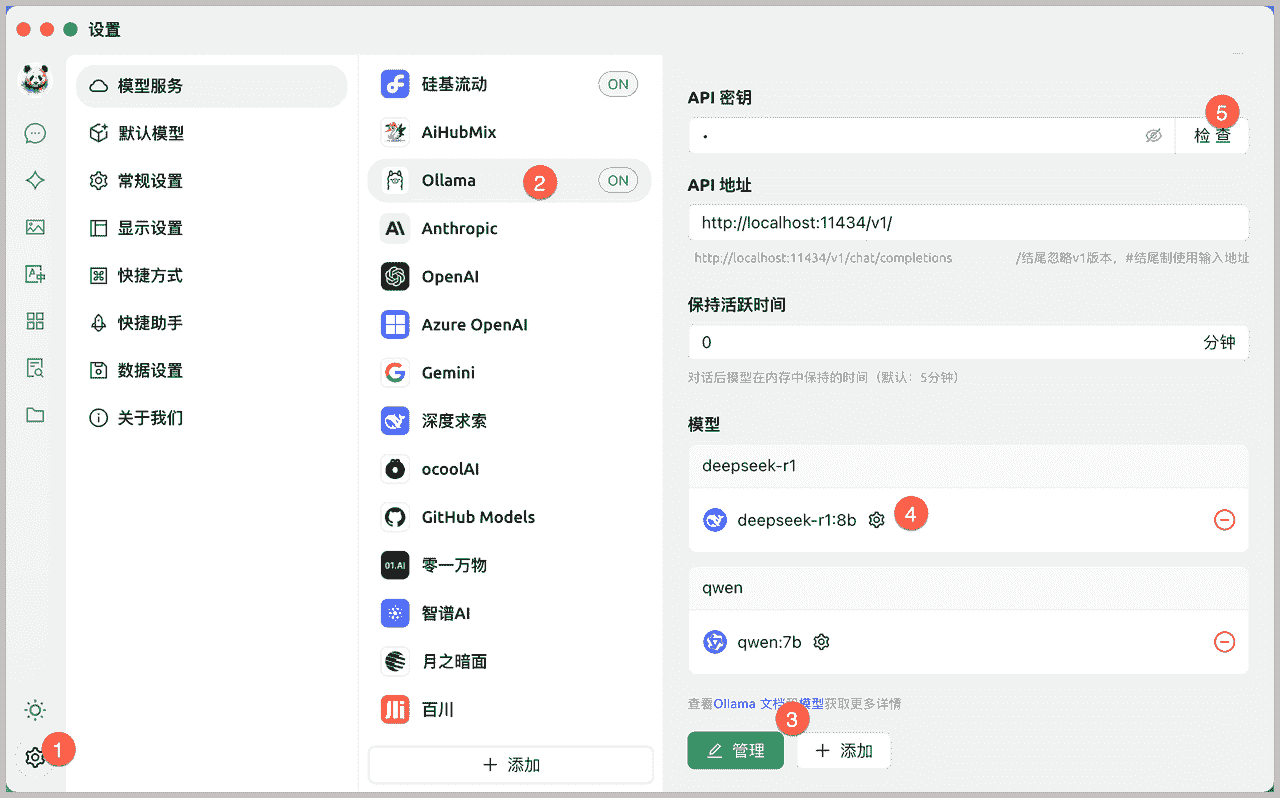 设置
模型服务
默认模型
常规设置
显示设置
快捷方式
快捷助手
数据设置
关于我们
1
硅基流动 ON
AiHubMix
Ollama 2 ON
Anthropic
OpenAI
Azure OpenAI
Gemini
深度求索
ocoolAI
GitHub Models
01.AI 零一万物
智谱AI
月之暗面
百川
添加
API 密钥
5
检查
API 地址
http://localhost:11434/v1/
http://localhost:11434/v1/chat/completions /结尾忽略v1版本，#结尾制使用输入地址
保持活跃时间
0 分钟
对话后模型在内存中保持的时间（默认：5分钟）
模型
deepseek-r1
deepseek-r1:8b 4
qwen
qwen:7b
查看Ollama 文档和模型获取更多详情
3
管理 添加